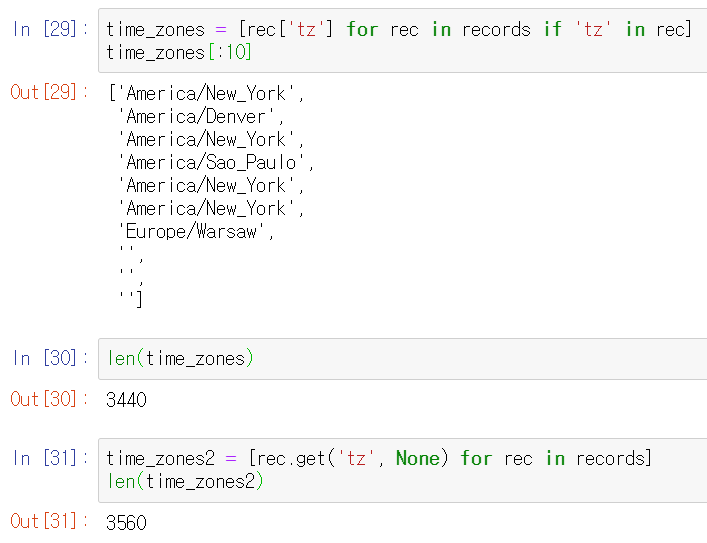 In [29]: time_zones = [rec['tz'] for rec in records if 'tz' in rec]
time_zones[:10]
Out[29]: ['America/New_York',
'America/Denver',
'America/New_York',
'America/Sao_Paulo',
'America/New_York',
'America/New_York',
'Europe/Warsaw',
'',
'',
'']
In [30]: len(time_zones)
Out[30]: 3440
In [31]: time_zones2 = [rec.get('tz', None) for rec in records]
len(time_zones2)
Out[31]: 3560